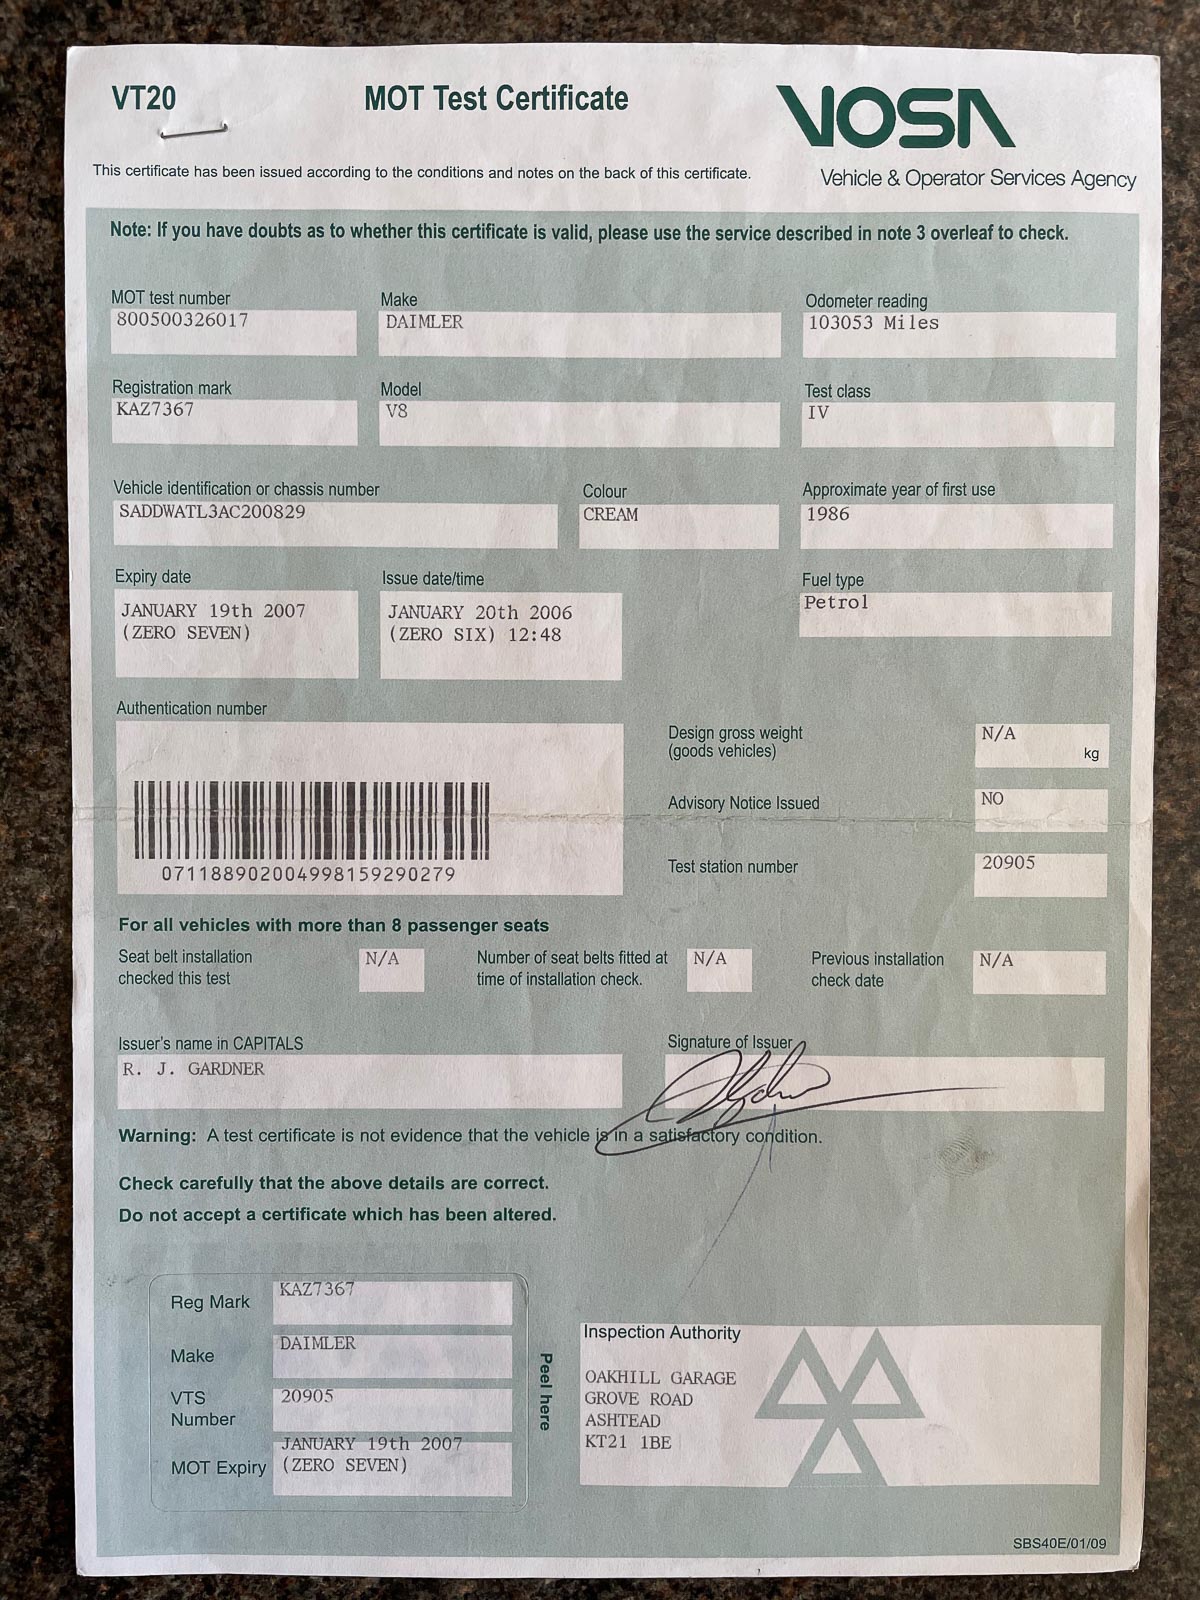 VT20
MOT Test Certificate
VOSA
This certificate has been issued according to the conditions and notes on the back of this certificate.
Vehicle & Operator Services Agency
Note: If you have doubts as to whether this certificate is valid, please use the service described in note 3 overleaf to check.
MOT test number
800500326017
Make
DAIMLER
Odometer reading
103053 Miles
Registration mark
KAZ7367
Model
V8
Test class
IV
Vehicle identification or chassis number
SADDWATL3AC200829
Colour
CREAM
Approximate year of first use
1986
Expiry date
JANUARY 19th 2007
(ZERO SEVEN)
Issue date/time
JANUARY 20th 2006
(ZERO SIX) 12:48
Fuel type
Petrol
Authentication number
071188902004998159290279
Design gross weight
(goods vehicles)
N/A
kg
Advisory Notice Issued
NO
Test station number
20905
For all vehicles with more than 8 passenger seats
Seat belt installation
checked this test
N/A
Number of seat belts fitted at
time of installation check.
N/A
Previous installation
check date
N/A
Issuer's name in CAPITALS
R. J. GARDNER
Signature of Issuer
Warning: A test certificate is not evidence that the vehicle is in a satisfactory condition.
Check carefully that the above details are correct.
Do not accept a certificate which has been altered.
Reg Mark
KAZ7367
Make
DAIMLER
VTS
Number
20905
MOT Expiry
JANUARY 19th 2007
(ZERO SEVEN)
Peel here
Inspection Authority
OAKHILL GARAGE
GROVE ROAD
ASHTEAD
KT21 1BE
SBS40E/01/09